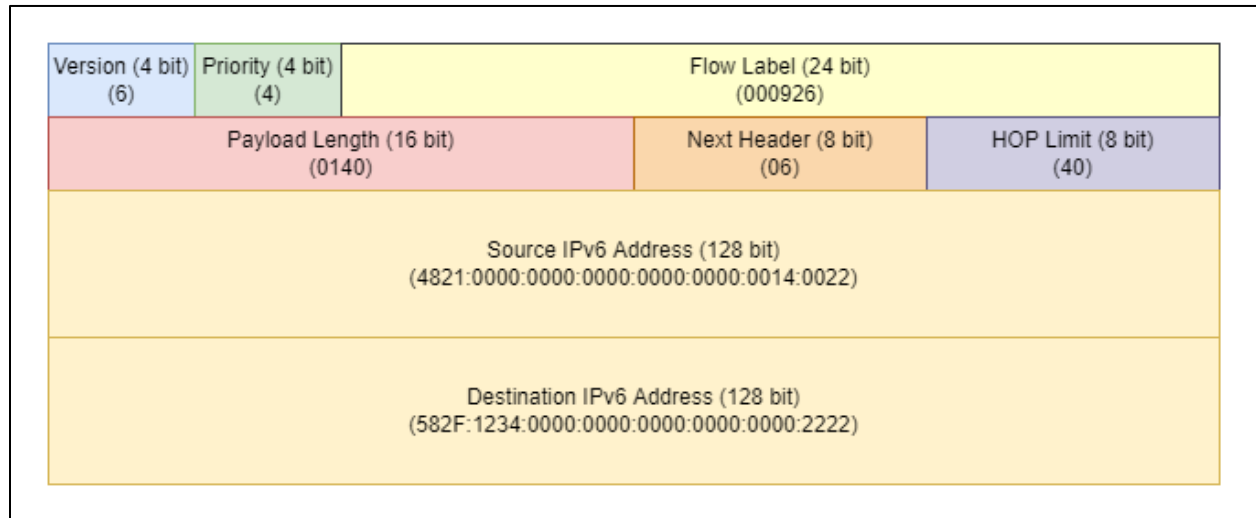 Version (4 bit)
(6)
Priority (4 bit)
(4)
Flow Label (24 bit)
(000926)
Payload Length (16 bit)
(0140)
Next Header (8 bit)
(06)
HOP Limit (8 bit)
(40)
Source IPv6 Address (128 bit)
(4821:0000:0000:0000:0000:0000:0014:0022)
Destination IPv6 Address (128 bit)
(582F:1234:0000:0000:0000:0000:0000:2222)